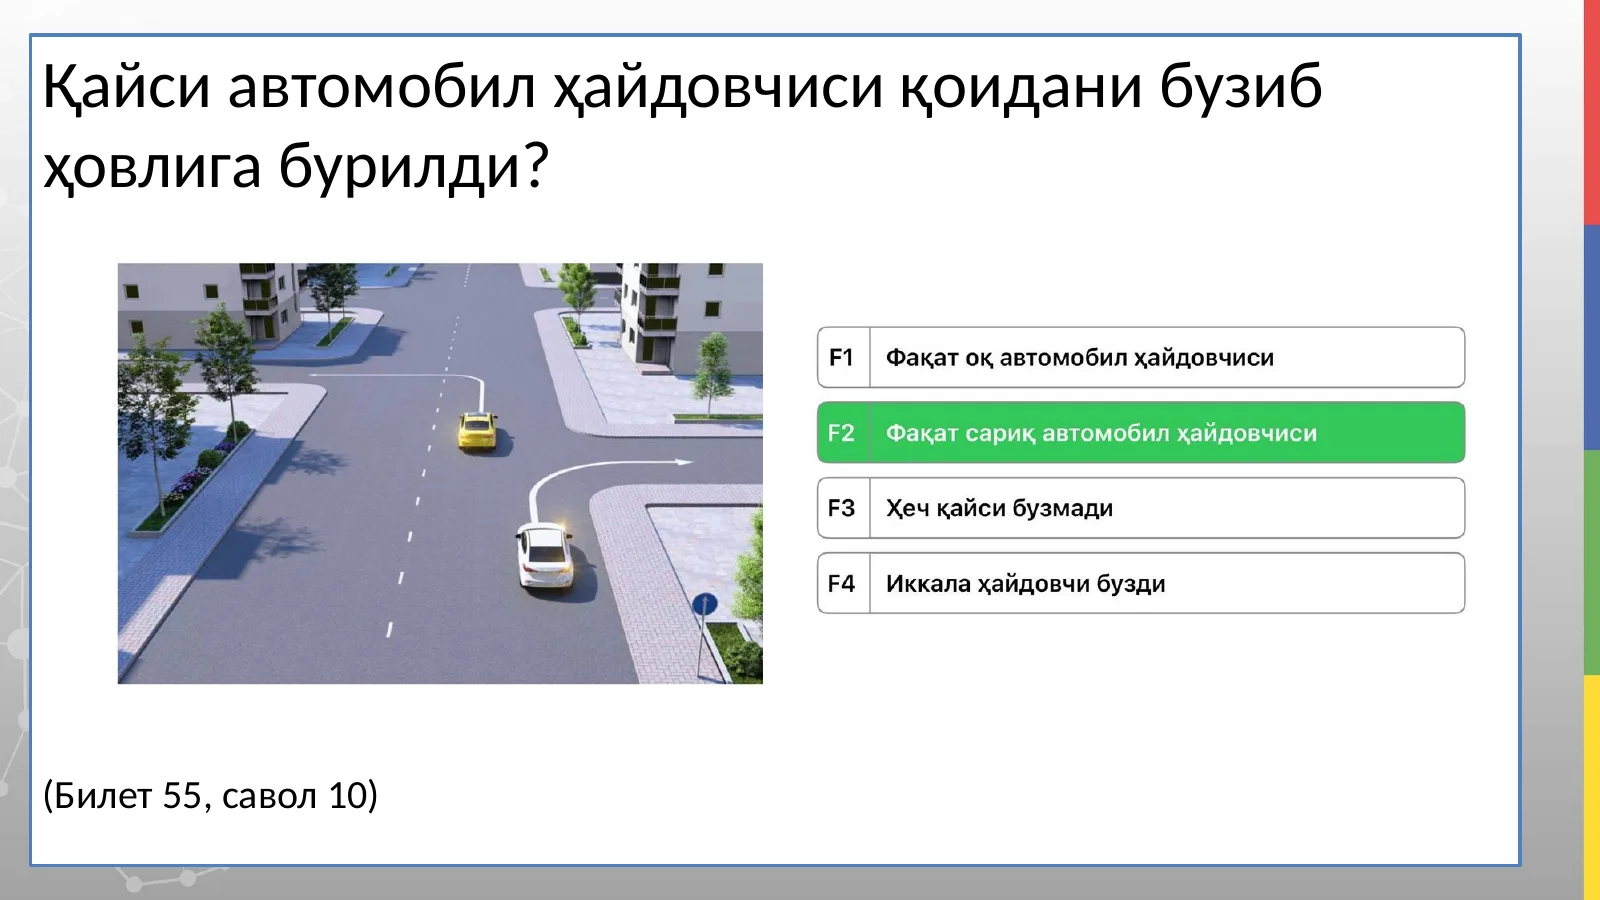 Қайси автомобил ҳайдовчиси қоидани бузиб
ҳовлига бурилди?
F1 Фақат оқ автомобил ҳайдовчиси
F2 Фақат сариқ автомобил ҳайдовчиси
F3 Ҳеч қайси бузмади
F4 Иккала ҳайдовчи бузди
(Билет 55, савол 10)